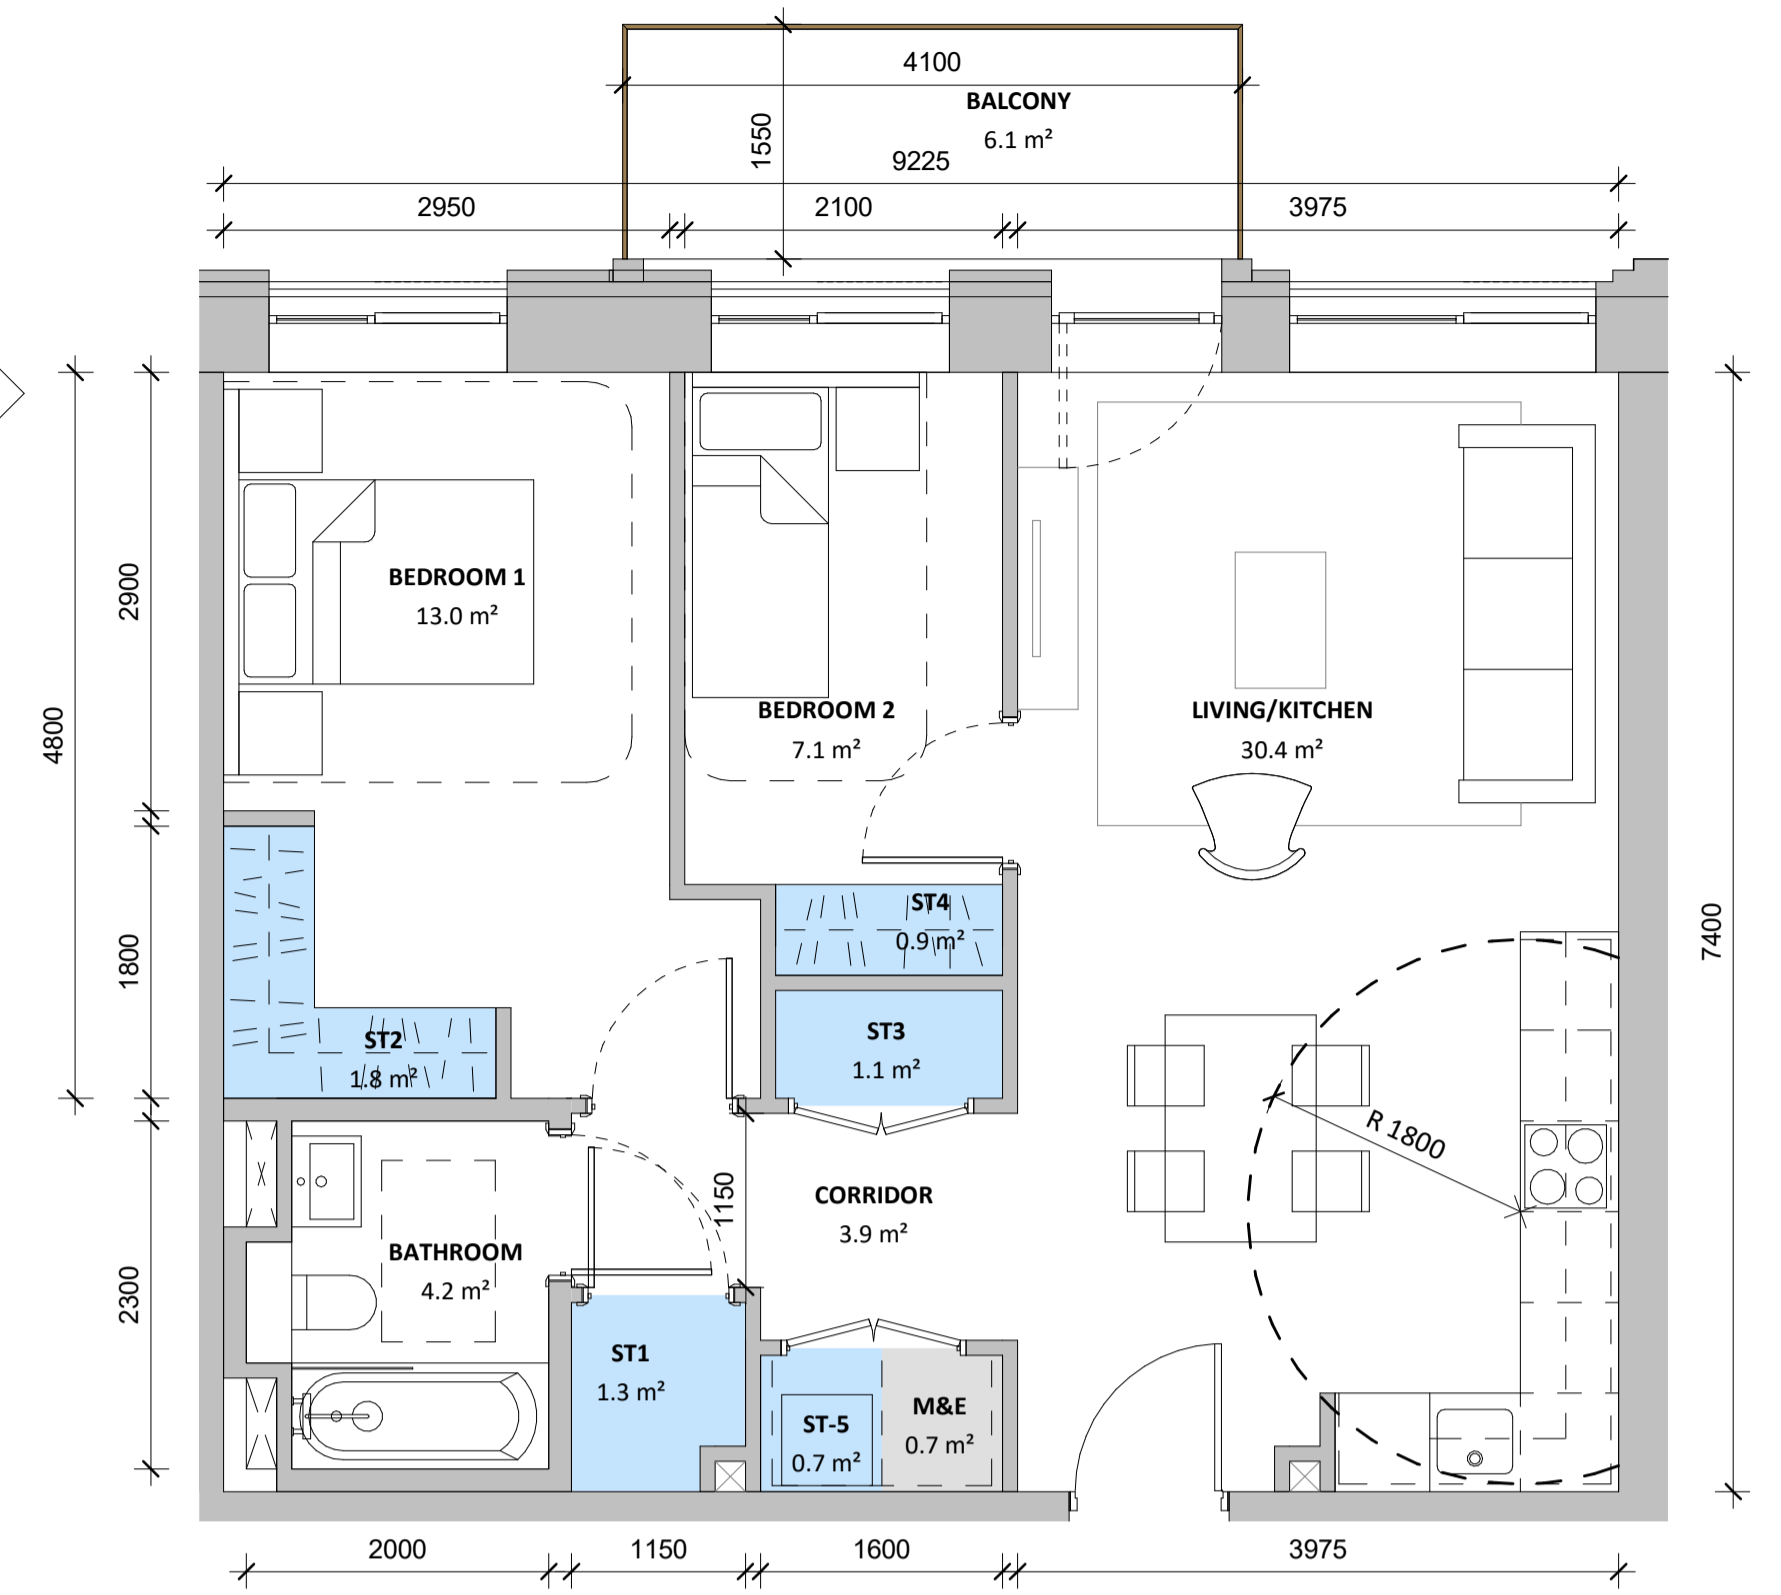 4100
BALCONY
6.1 m²
1550
9225
2950
2100
3975
2900
4800
1800
2300
7400
BEDROOM 1
13.0 m²
BEDROOM 2
7.1 m²
LIVING/KITCHEN
30.4 m²
ST4
0.9 m²
ST3
1.1 m²
ST2
1.8 m²
R 1800
1150
CORRIDOR
3.9 m²
BATHROOM
4.2 m²
ST1
1.3 m²
ST-5
0.7 m²
M&E
0.7 m²
2000
1150
1600
3975